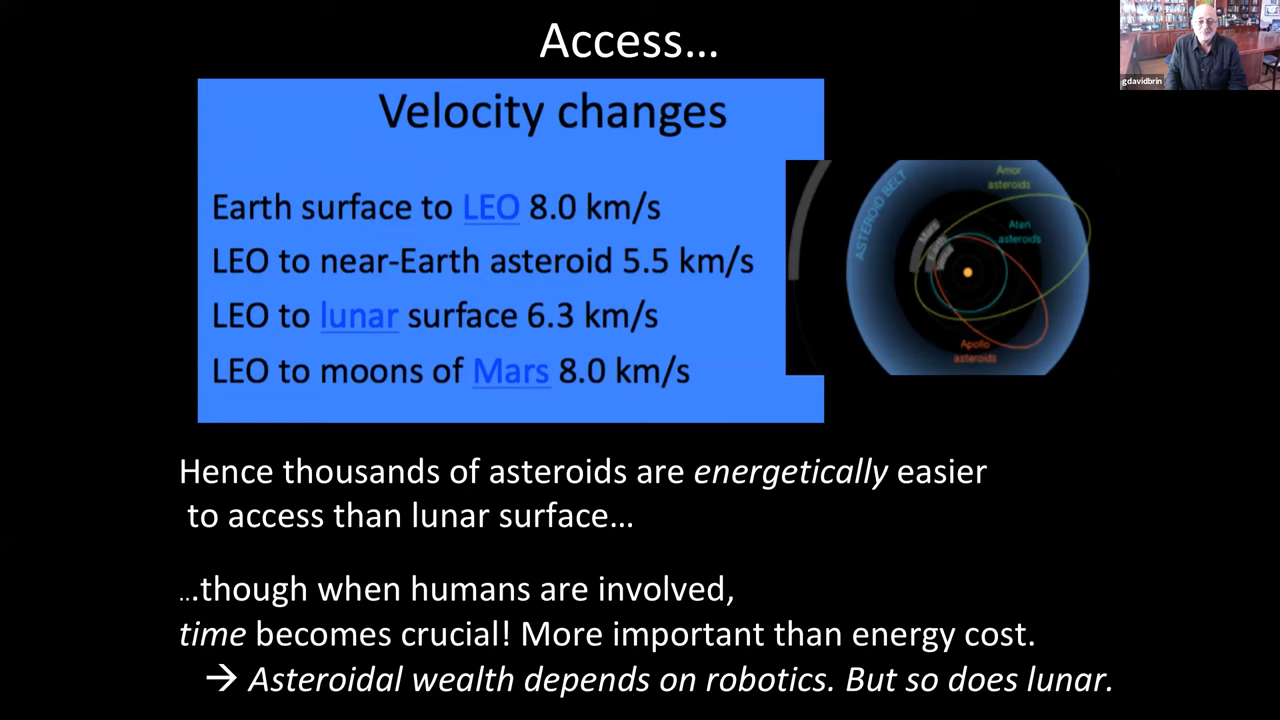 Access…
gdavidbrin
Velocity changes
Earth surface to LEO 8.0 km/s
LEO to near-Earth asteroid 5.5 km/s
LEO to lunar surface 6.3 km/s
LEO to moons of Mars 8.0 km/s
ASTEROID BELT
Amor
asteroids
Aten
asteroids
Mars
Apollo
asteroids
Hence thousands of asteroids are energetically easier
to access than lunar surface…
...though when humans are involved,
time becomes crucial! More important than energy cost.
→ Asteroidal wealth depends on robotics. But so does lunar.